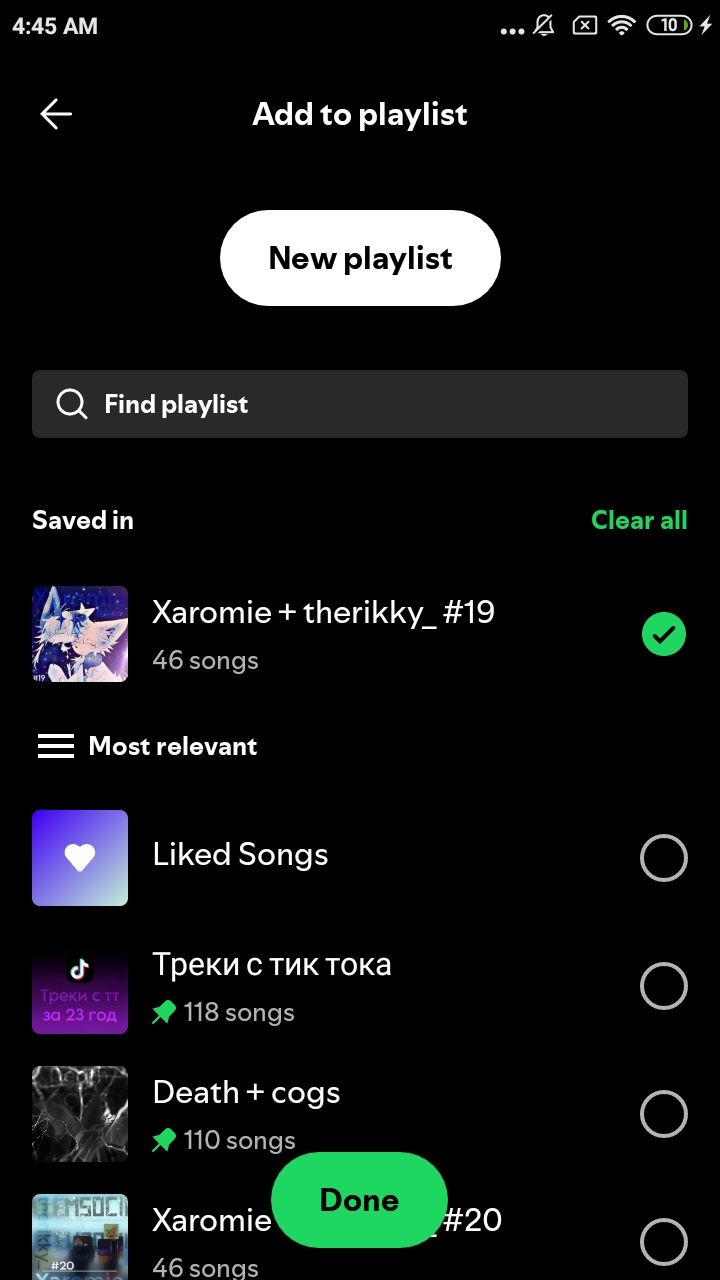 4:45 AM
10
Add to playlist
New playlist
Find playlist
Saved in
Clear all
#19
Xaromie + therikky_ #19
46 songs
Most relevant
Liked Songs
Треки с тт
за 23 год
Треки с тик тока
118 songs
Death + cogs
110 songs
Done
#20
Xaromie
_#20
46 songs